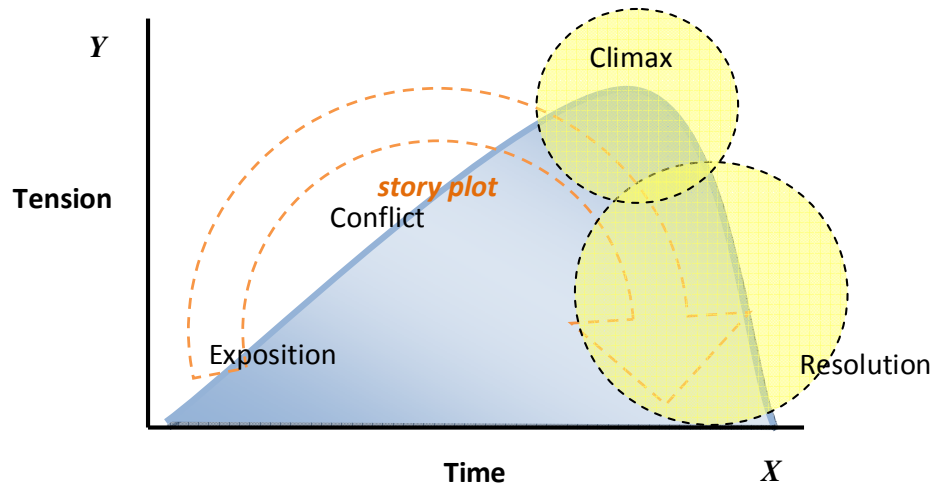 Y
Climax
story plot
Tension
Conflict
Exposition
Resolution
Time
X